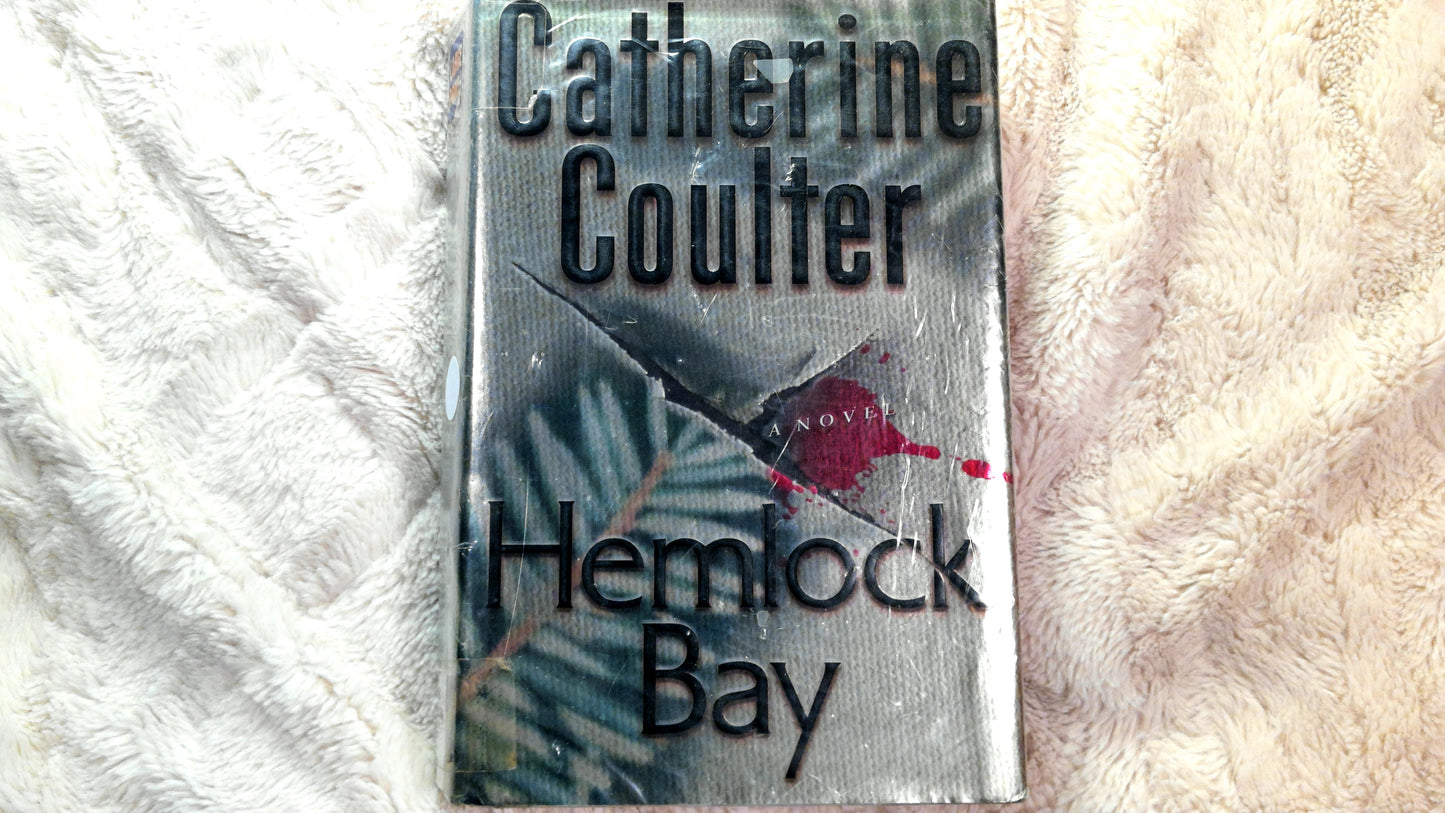 Catherine
Coulter
A NOVEL
Hemlock
Bay